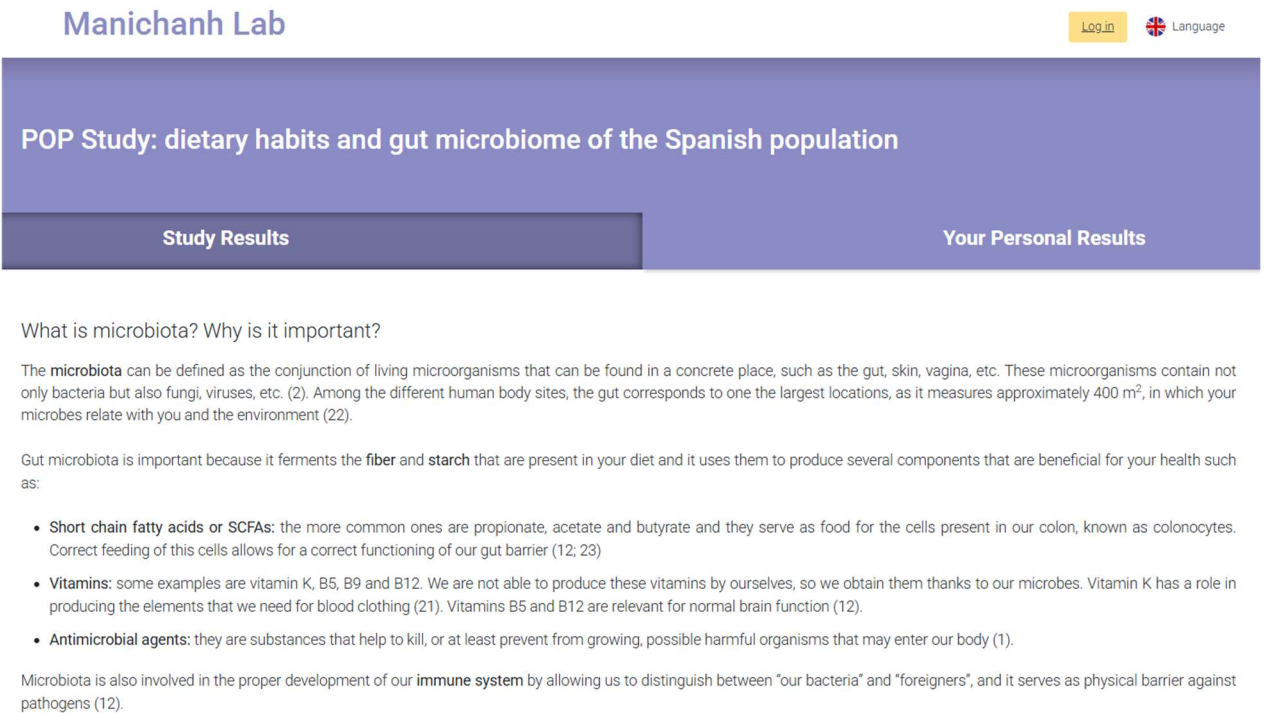 Manichanh Lab
Log in
Language
POP Study: dietary habits and gut microbiome of the Spanish population
Study Results
Your Personal Results
What is microbiota? Why is it important?
The microbiota can be defined as the conjunction of living microorganisms that can be found in a concrete place, such as the gut, skin, vagina, etc. These microorganisms contain not
only bacteria but also fungi, viruses, etc. (2). Among the different human body sites, the gut corresponds to one the largest locations, as it measures approximately 400 m², in which your
microbes relate with you and the environment (22).
Gut microbiota is important because it ferments the fiber and starch that are present in your diet and it uses them to produce several components that are beneficial for your health such
as:
• Short chain fatty acids or SCFAs: the more common ones are propionate, acetate and butyrate and they serve as food for the cells present in our colon, known as colonocytes.
Correct feeding of this cells allows for a correct functioning of our gut barrier (12; 23)
• Vitamins: some examples are vitamin K, B5, B9 and B12. We are not able to produce these vitamins by ourselves, so we obtain them thanks to our microbes. Vitamin K has a role in
producing the elements that we need for blood clothing (21). Vitamins B5 and B12 are relevant for normal brain function (12).
• Antimicrobial agents: they are substances that help to kill, or at least prevent from growing, possible harmful organisms that may enter our body (1).
Microbiota is also involved in the proper development of our immune system by allowing us to distinguish between “our bacteria” and “foreigners”, and it serves as physical barrier against
pathogens (12).